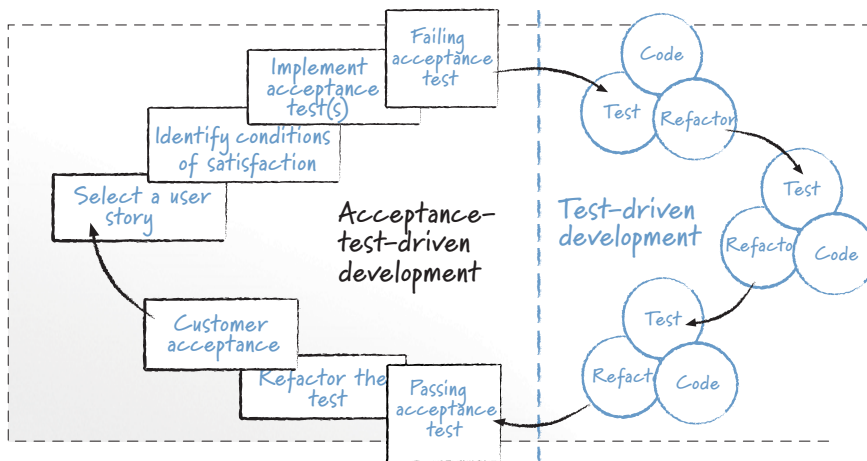 Failing
acceptance
test
Implement
acceptance
test(s)
Identify conditions
of satisfaction
Select a user
story
Acceptance-
test-driven
development
Customer
acceptance
Refactor the
test
Passing
acceptance
test
Test-driven
development
Code
Test
Refactor
Test
Refactor
Code
Test
Refact
Code